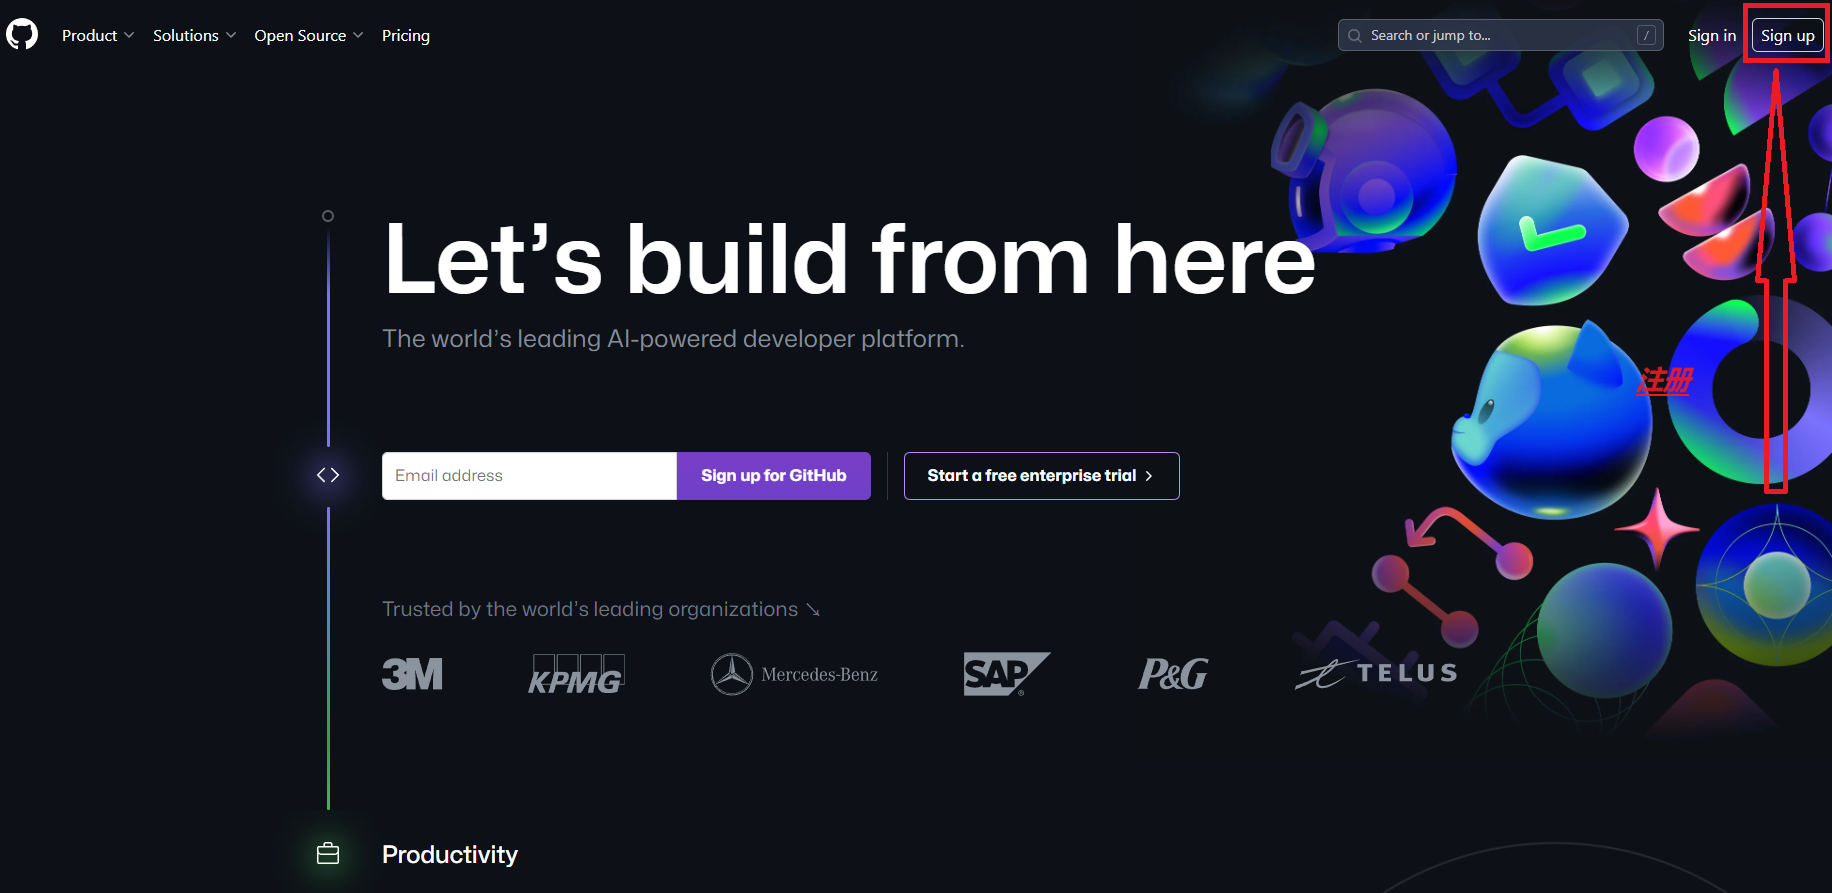 Product Solutions Open Source Pricing Search or jump to... / Sign in Sign up
Let’s build from here
The world’s leading AI-powered developer platform.
注册
Email address Sign up for GitHub Start a free enterprise trial
Trusted by the world’s leading organizations
3M KPMG Mercedes-Benz SAP® P&G TELUS
Productivity